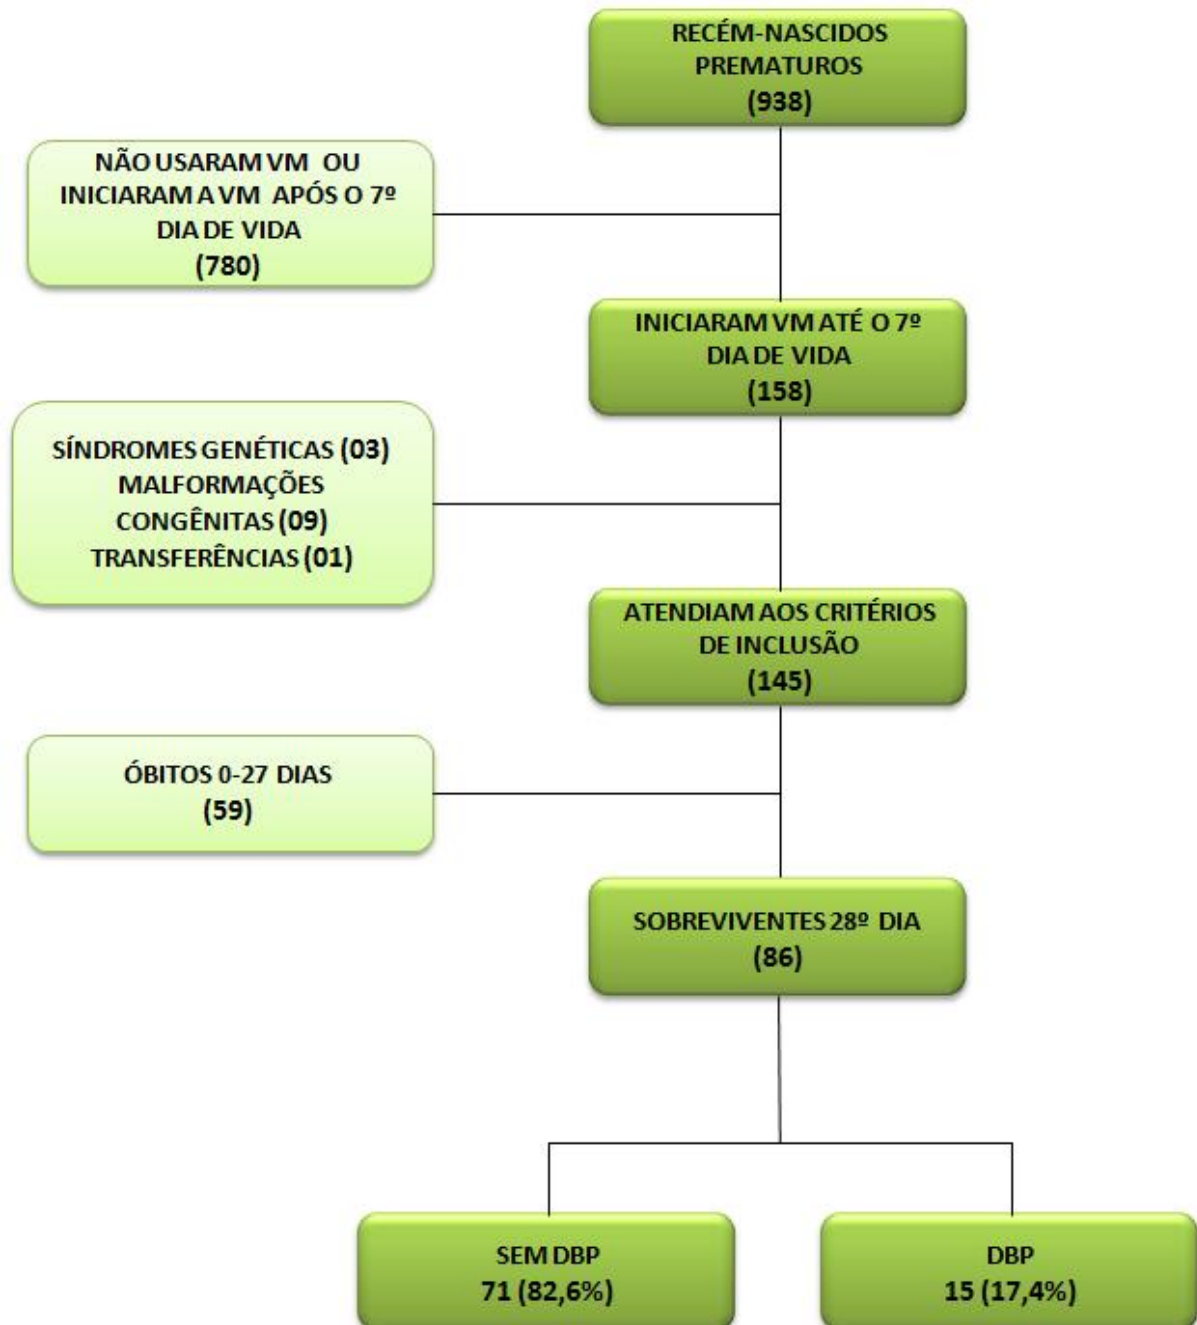 RECÉM-NASCIDOS
PREMATUROS
(938)
NÃO USARAM VM OU
INICIARAM A VM APÓS O 7º
DIA DE VIDA
(780)
INICIARAM VM ATÉ O 7º
DIA DE VIDA
(158)
SÍNDROMES GENÉTICAS (03)
MALFORMAÇÕES
CONGÊNITAS (09)
TRANSFERÊNCIAS (01)
ATENDIAM AOS CRITÉRIOS
DE INCLUSÃO
(145)
ÓBITOS 0-27 DIAS
(59)
SOBREVIVENTES 28º DIA
(86)
SEM DBP
71 (82,6%)
DBP
15 (17,4%)